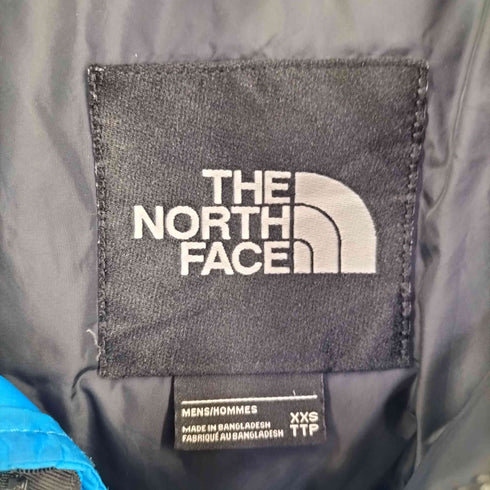 THE
NORTH
FACE
MENS/HOMMES
MADE IN BANGLADESH
FABRIQUÉ AU BANGLADESH
XXS
TTP